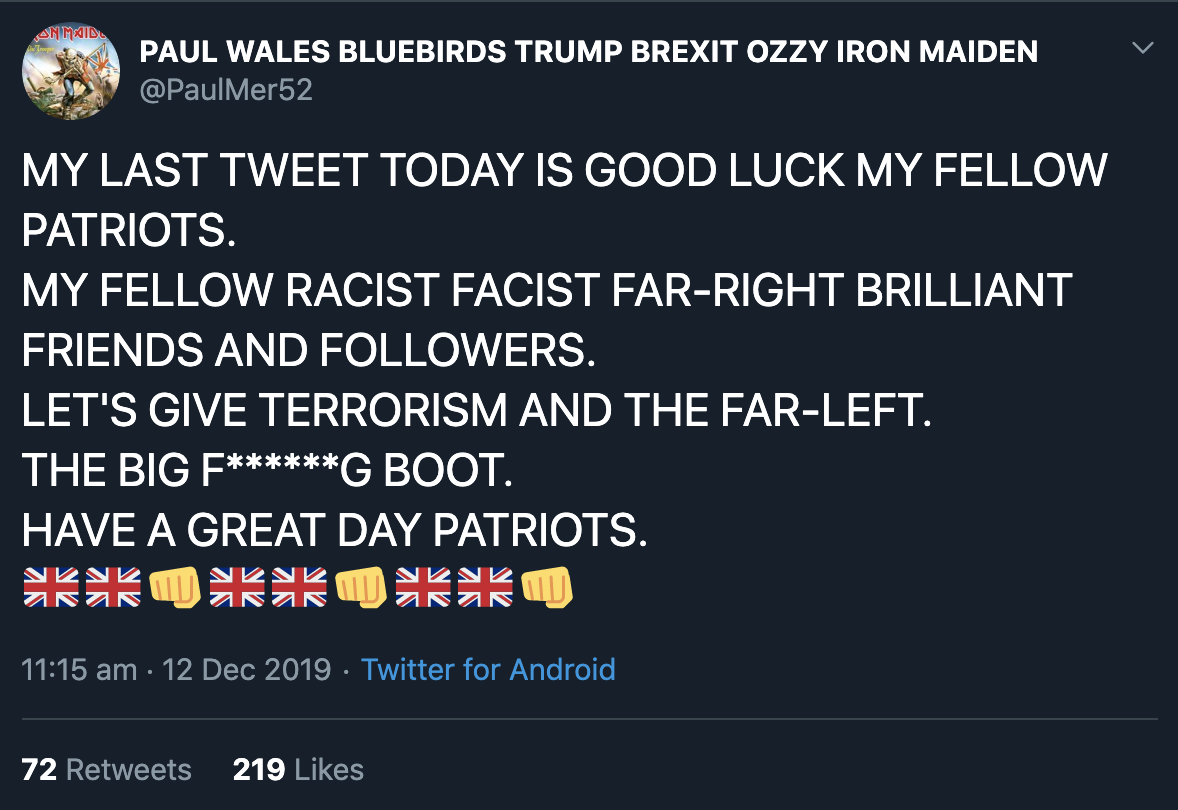 PAUL WALES BLUEBIRDS TRUMP BREXIT OZZY IRON MAIDEN
@PaulMer52
MY LAST TWEET TODAY IS GOOD LUCK MY FELLOW
PATRIOTS.
MY FELLOW RACIST FACIST FAR-RIGHT BRILLIANT
FRIENDS AND FOLLOWERS.
LET'S GIVE TERRORISM AND THE FAR-LEFT.
THE BIG F******G BOOT.
HAVE A GREAT DAY PATRIOTS.
🇬🇧🇬🇧👊🇬🇧🇬🇧👊🇬🇧🇬🇧👊
11:15 am · 12 Dec 2019 · Twitter for Android
72 Retweets 219 Likes